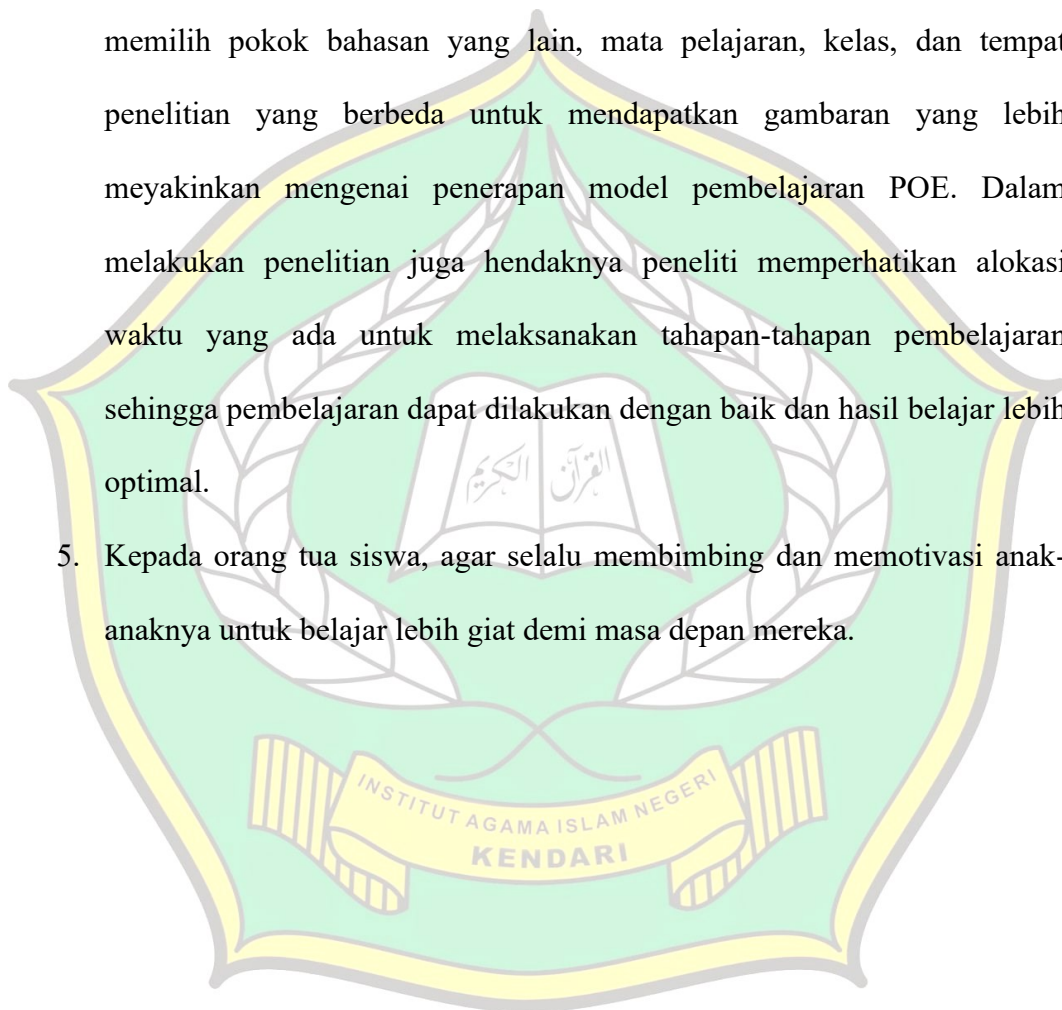 memilih pokok bahasan yang lain, mata pelajaran, kelas, dan tempat
penelitian yang berbeda untuk mendapatkan gambaran yang lebih
meyakinkan mengenai penerapan model pembelajaran POE. Dalam
melakukan penelitian juga hendaknya peneliti memperhatikan alokasi
waktu yang ada untuk melaksanakan tahapan-tahapan pembelajaran
sehingga pembelajaran dapat dilakukan dengan baik dan hasil belajar lebih
optimal.
القرآن الكريم
5. Kepada orang tua siswa, agar selalu membimbing dan memotivasi anak-
anaknya untuk belajar lebih giat demi masa depan mereka.
INSTITUT AGAMA ISLAM NEGERI
KENDARI